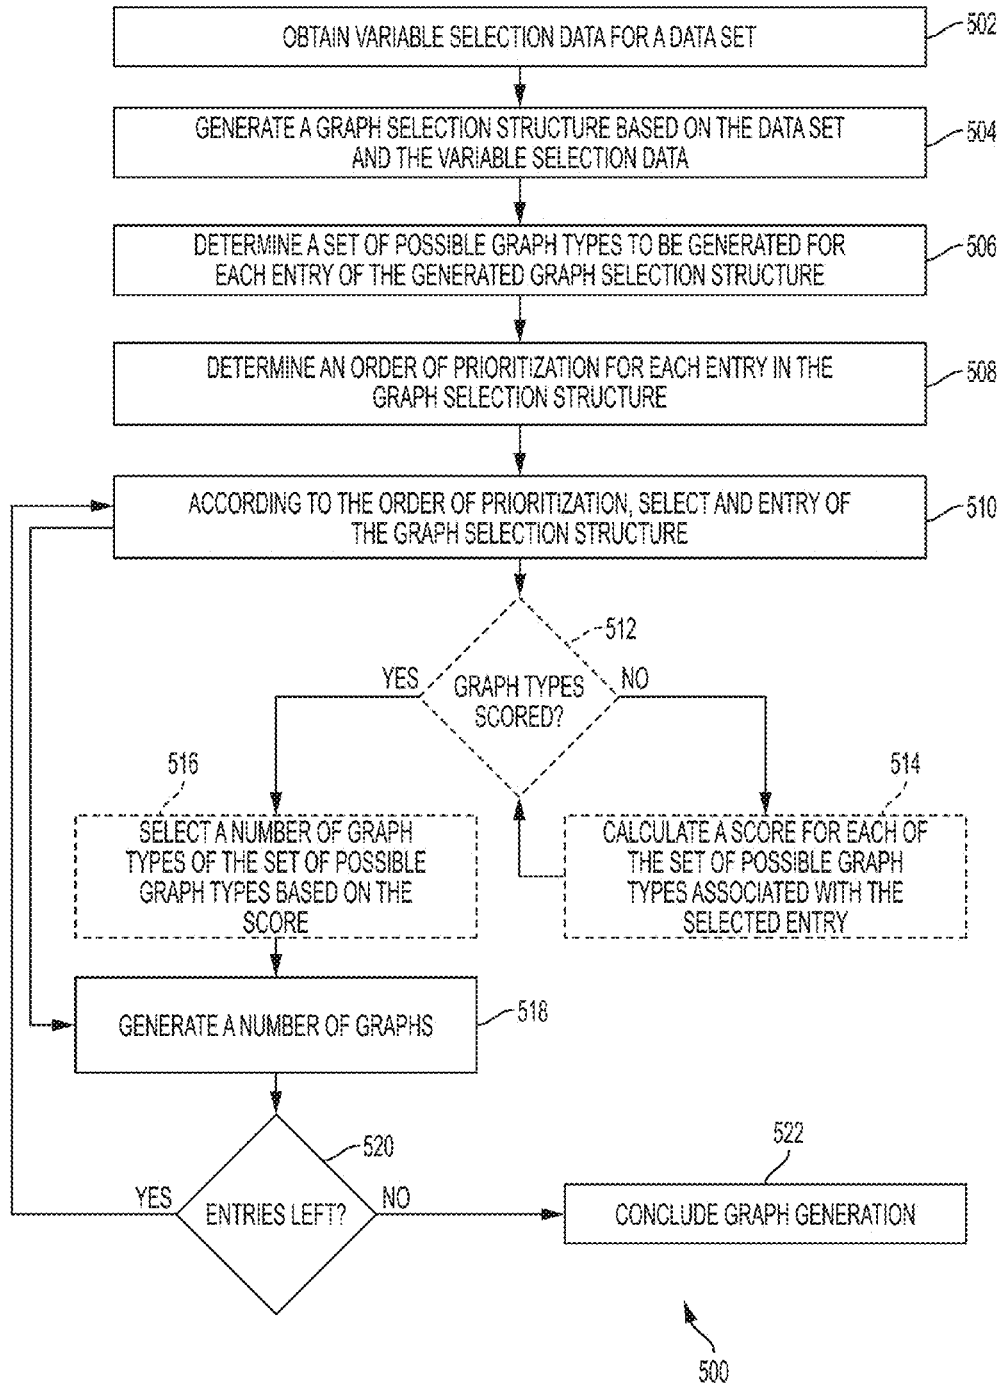 OBTAIN VARIABLE SELECTION DATA FOR A DATA SET
502
GENERATE A GRAPH SELECTION STRUCTURE BASED ON THE DATA SET
AND THE VARIABLE SELECTION DATA
504
DETERMINE A SET OF POSSIBLE GRAPH TYPES TO BE GENERATED FOR
EACH ENTRY OF THE GENERATED GRAPH SELECTION STRUCTURE
506
DETERMINE AN ORDER OF PRIORITIZATION FOR EACH ENTRY IN THE
GRAPH SELECTION STRUCTURE
508
ACCORDING TO THE ORDER OF PRIORITIZATION, SELECT AND ENTRY OF
THE GRAPH SELECTION STRUCTURE
510
512
YES
GRAPH TYPES
SCORED?
NO
516
SELECT A NUMBER OF GRAPH
TYPES OF THE SET OF POSSIBLE
GRAPH TYPES BASED ON THE
SCORE
514
CALCULATE A SCORE FOR EACH OF
THE SET OF POSSIBLE GRAPH
TYPES ASSOCIATED WITH THE
SELECTED ENTRY
GENERATE A NUMBER OF GRAPHS
518
520
YES
ENTRIES LEFT?
NO
522
CONCLUDE GRAPH GENERATION
500